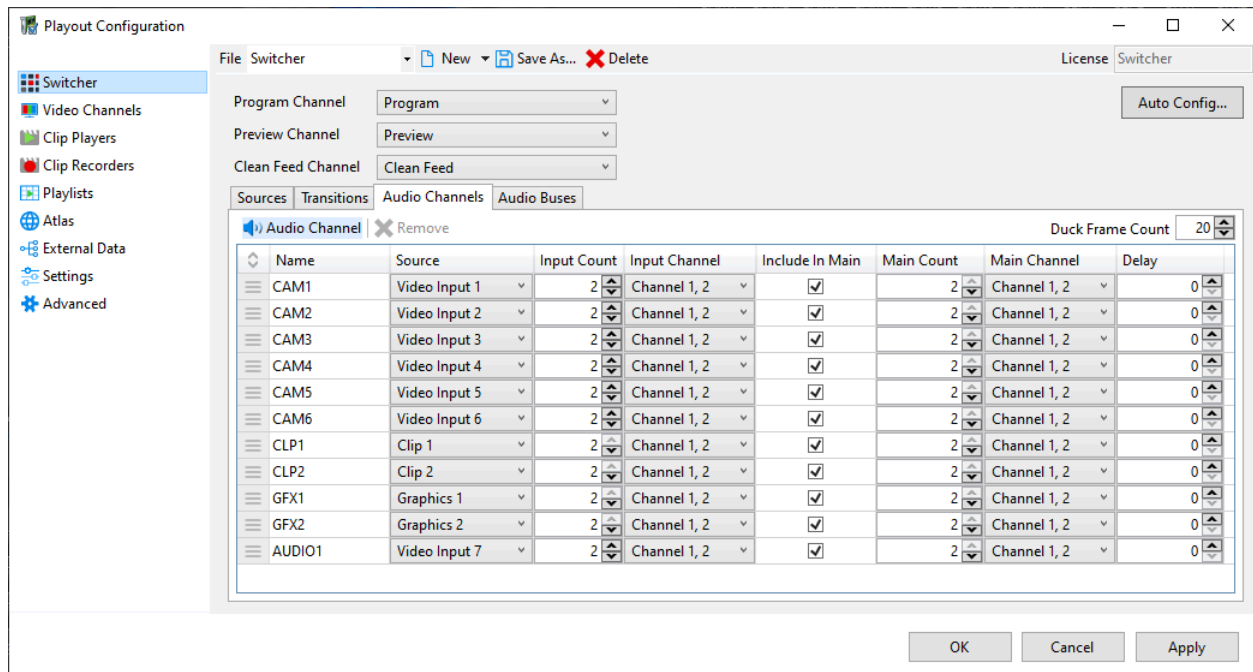 Playout Configuration
File Switcher New Save As... Delete License Switcher
Switcher
Video Channels
Clip Players
Clip Recorders
Playlists
Atlas
External Data
Settings
Advanced
Program Channel Program Auto Config...
Preview Channel Preview
Clean Feed Channel Clean Feed
Sources Transitions Audio Channels Audio Buses
Audio Channel Remove Duck Frame Count 20
Name Source Input Count Input Channel Include In Main Main Count Main Channel Delay
CAM1 Video Input 1 2 Channel 1, 2 2 Channel 1, 2 0
CAM2 Video Input 2 2 Channel 1, 2 2 Channel 1, 2 0
CAM3 Video Input 3 2 Channel 1, 2 2 Channel 1, 2 0
CAM4 Video Input 4 2 Channel 1, 2 2 Channel 1, 2 0
CAM5 Video Input 5 2 Channel 1, 2 2 Channel 1, 2 0
CAM6 Video Input 6 2 Channel 1, 2 2 Channel 1, 2 0
CLP1 Clip 1 2 Channel 1, 2 2 Channel 1, 2 0
CLP2 Clip 2 2 Channel 1, 2 2 Channel 1, 2 0
GFX1 Graphics 1 2 Channel 1, 2 2 Channel 1, 2 0
GFX2 Graphics 2 2 Channel 1, 2 2 Channel 1, 2 0
AUDIO1 Video Input 7 2 Channel 1, 2 2 Channel 1, 2 0
OK Cancel Apply